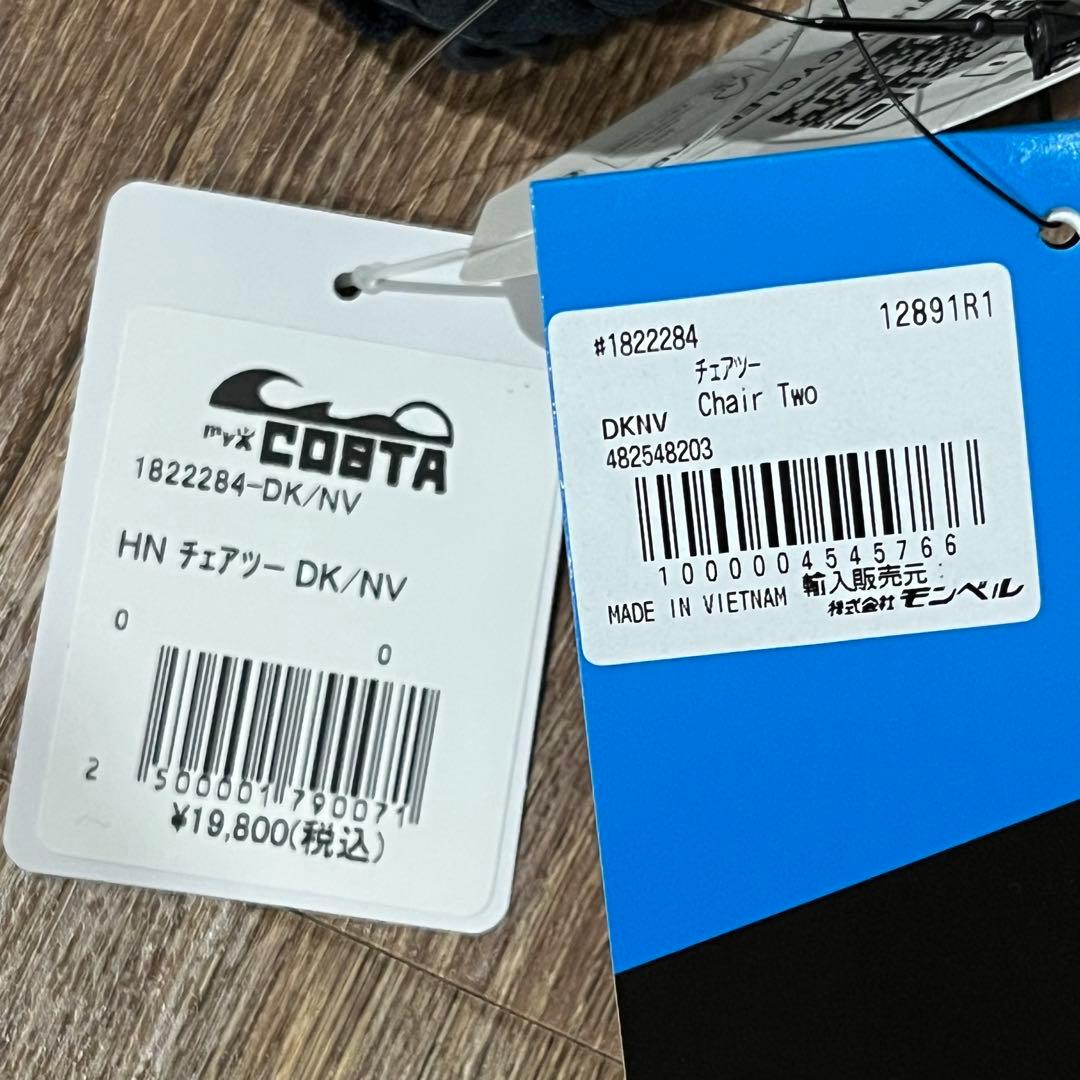 myX
COSTA
1822284-DK/NV
HN チェアツー DK/NV
0
0
2
500001790071
¥19,800(税込)
#1822284
12891R1
チェアツー
Chair Two
DKNV
482548203
1000004545766
MADE IN VIETNAM
輸入販売元:
株式会社モンベル